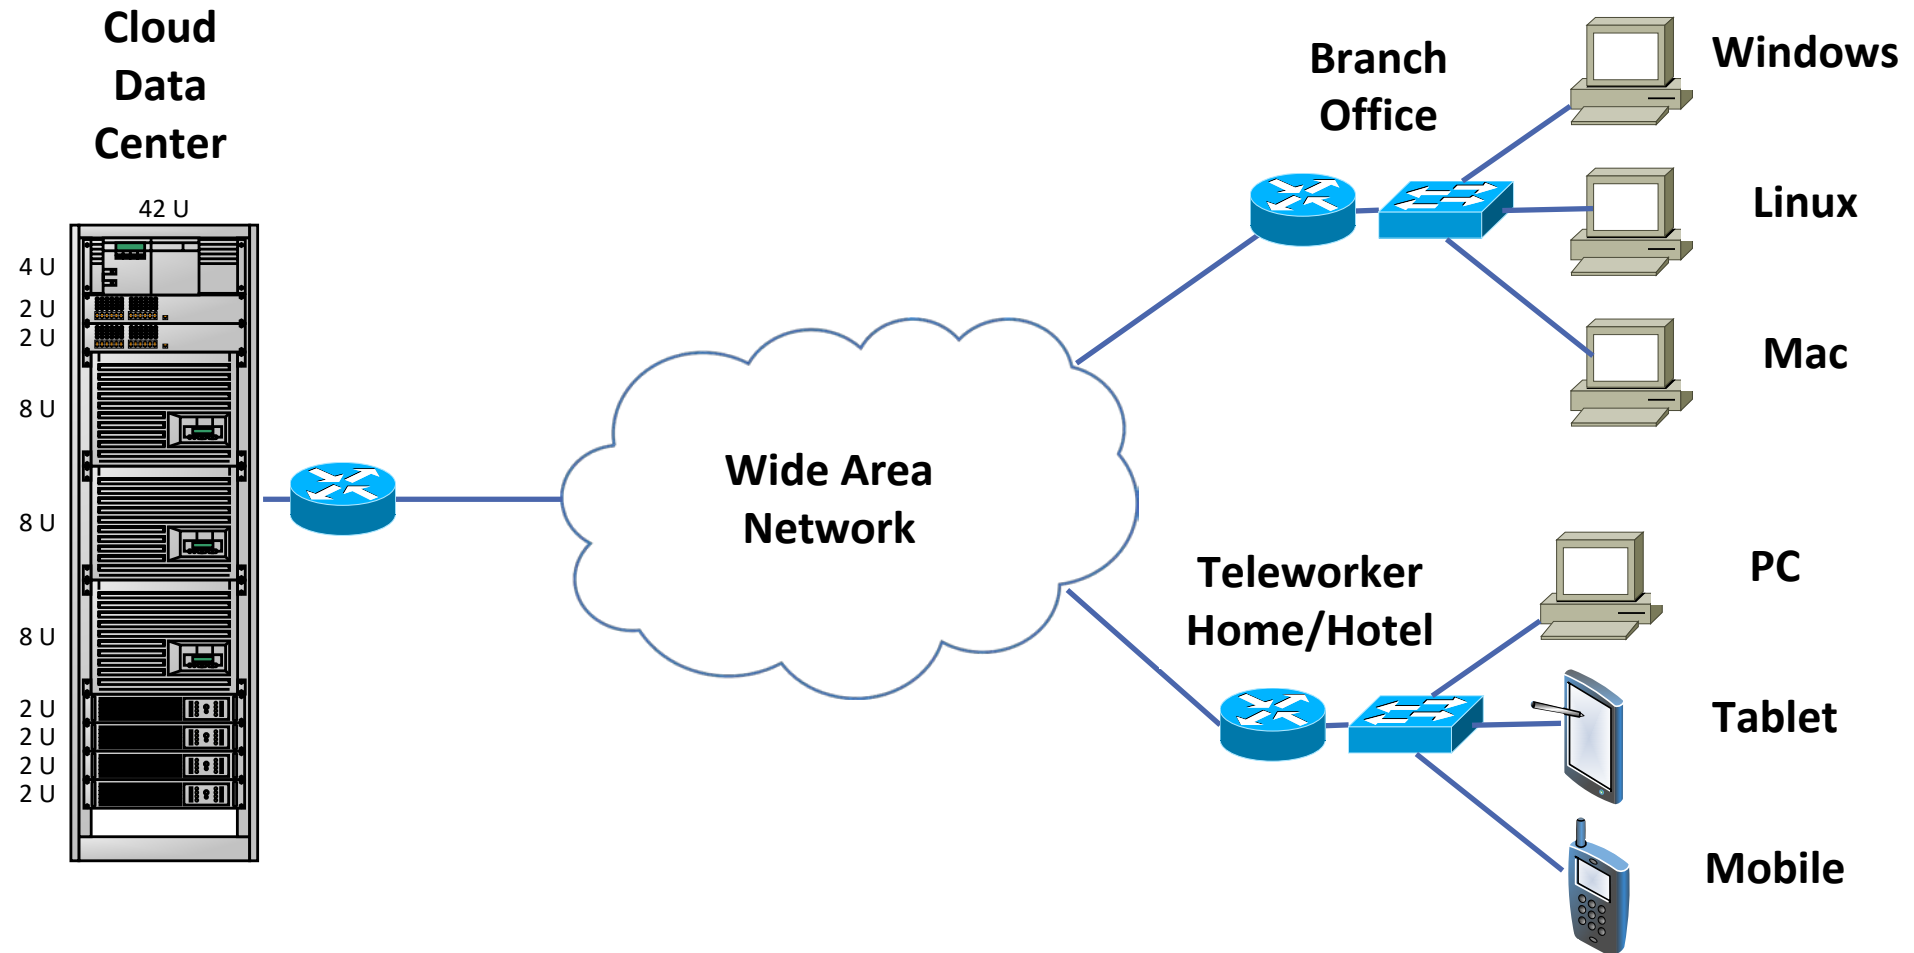 Cloud
Data
Center
42 U
4 U
2 U
2 U
8 U
8 U
8 U
2 U
2 U
2 U
2 U
Wide Area
Network
Branch
Office
Windows
Linux
Mac
Teleworker
Home/Hotel
PC
Tablet
Mobile